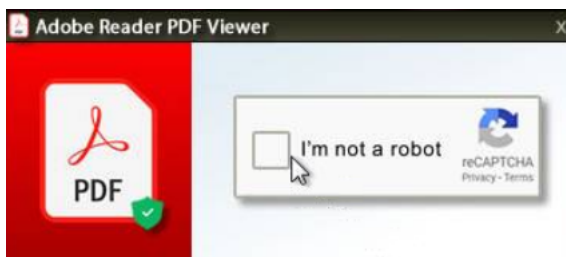 Adobe Reader PDF Viewer
x
PDF
I'm not a robot
reCAPTCHA
Privacy - Terms